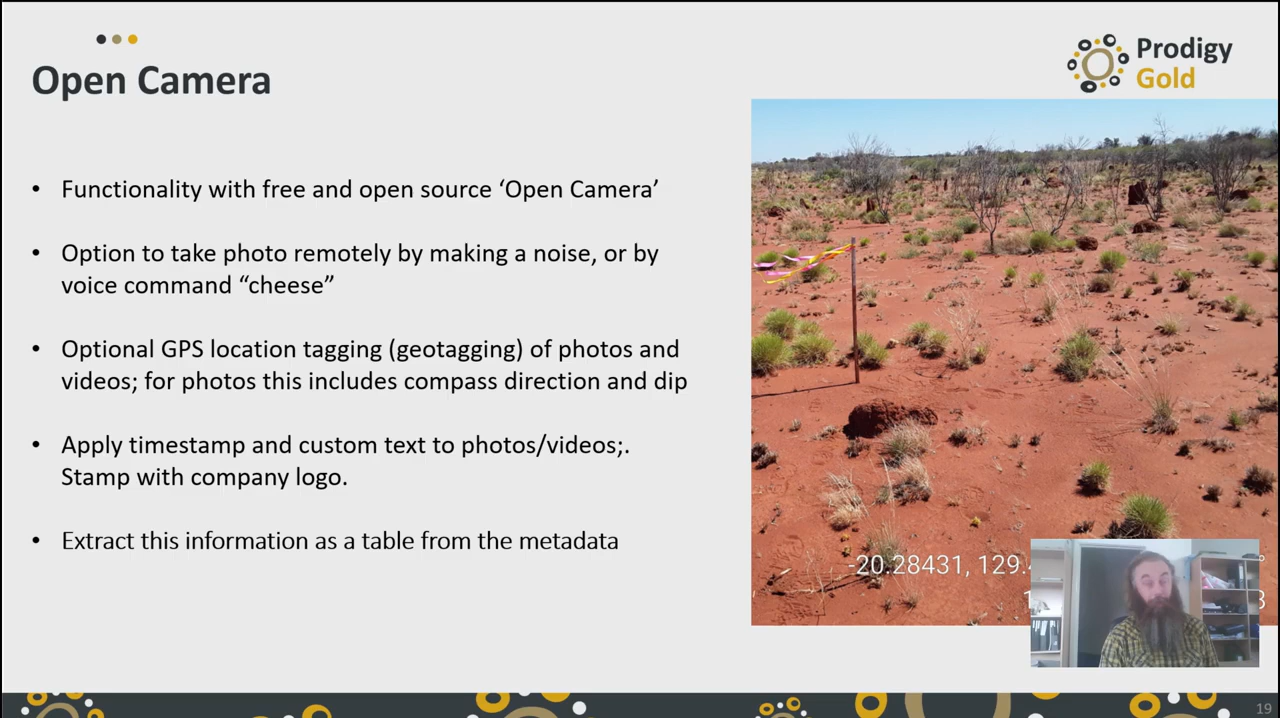 Open Camera
Prodigy
Gold
• Functionality with free and open source ‘Open Camera’
• Option to take photo remotely by making a noise, or by
voice command “cheese”
• Optional GPS location tagging (geotagging) of photos and
videos; for photos this includes compass direction and dip
• Apply timestamp and custom text to photos/videos;.
Stamp with company logo.
• Extract this information as a table from the metadata
-20.28431, 129.
19